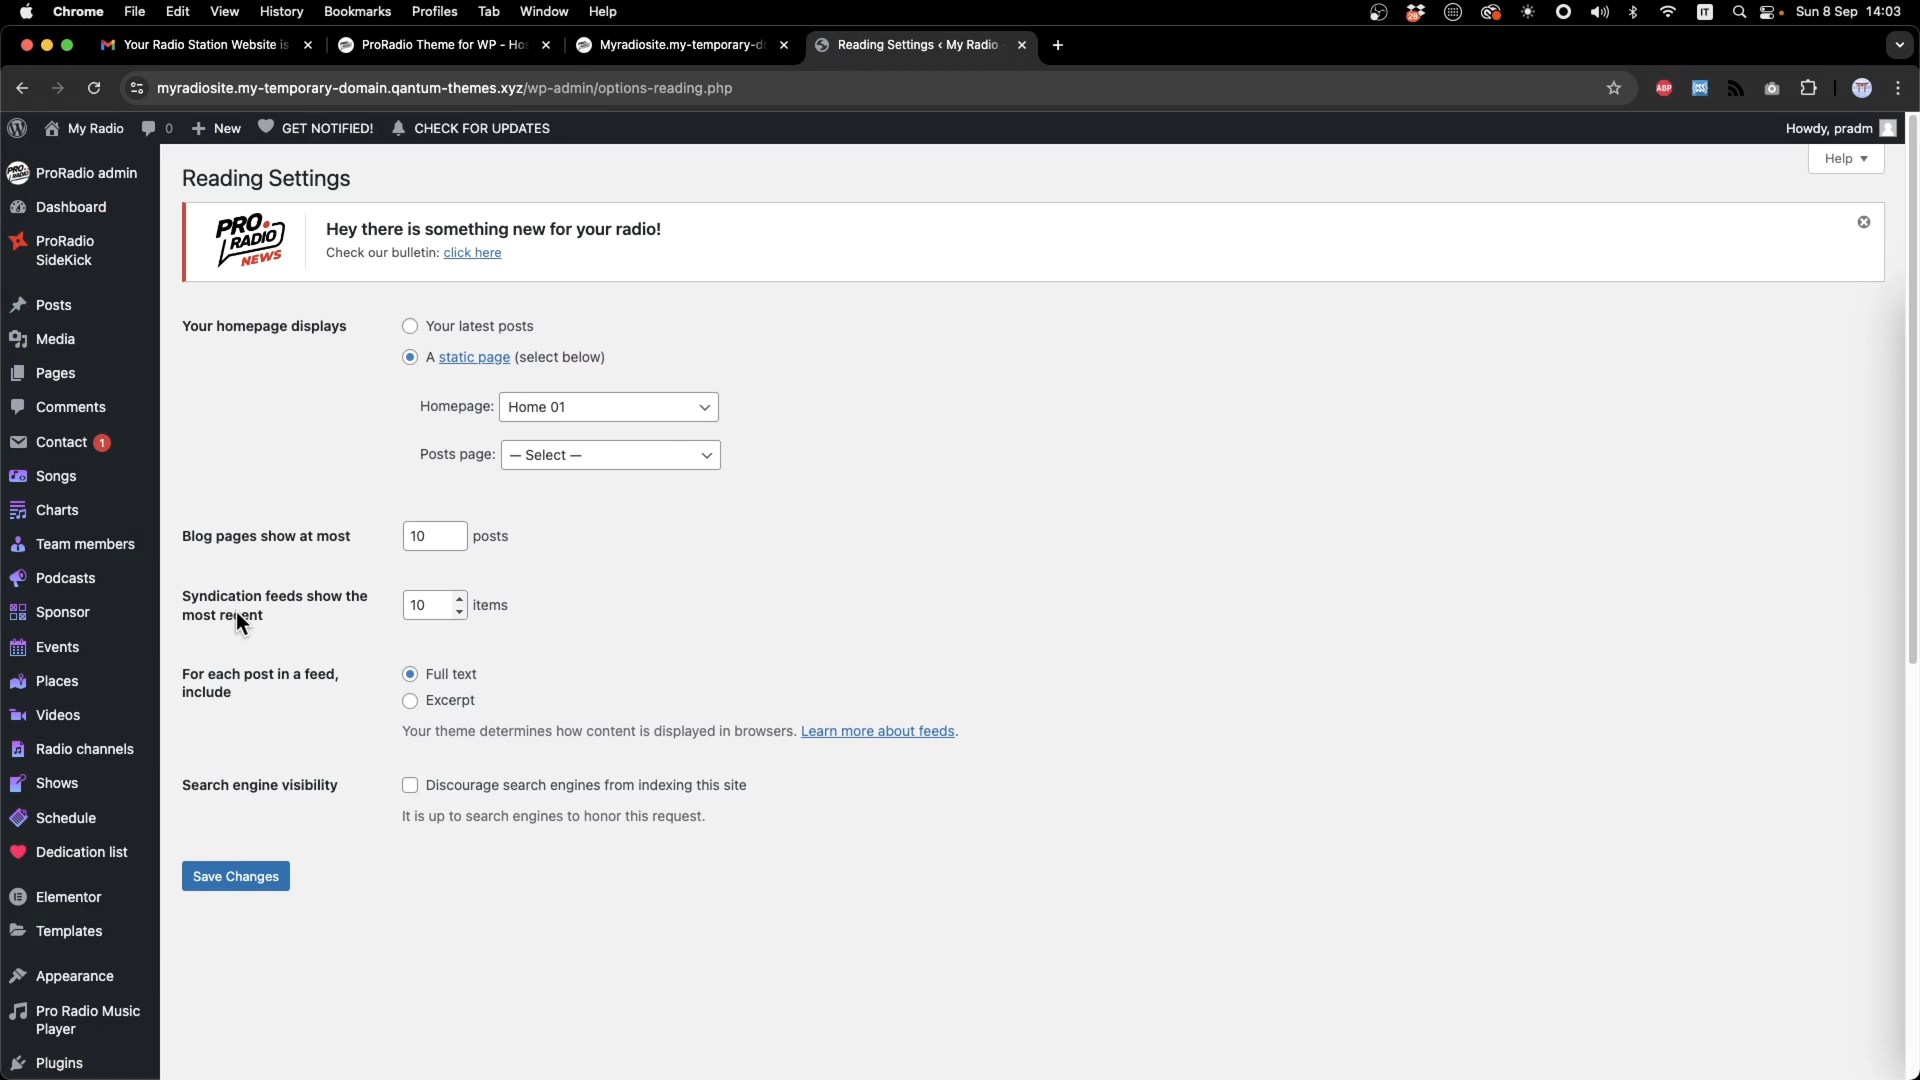 Chrome File Edit View History Bookmarks Profiles Tab Window Help
28 IT Sun 8 Sep 14:03
Your Radio Station Website is ProRadio Theme for WP - Hos Myradiosite.my-temporary-do Reading Settings ‹ My Radio
myradiosite.my-temporary-domain.qantum-themes.xyz/wp-admin/options-reading.php
ABP
My Radio 0 New GET NOTIFIED! CHECK FOR UPDATES Howdy, pradm
Help
ProRadio admin
Dashboard
ProRadio
SideKick
Posts
Media
Pages
Comments
Contact 1
Songs
Charts
Team members
Podcasts
Sponsor
Events
Places
Videos
Radio channels
Shows
Schedule
Dedication list
Elementor
Templates
Appearance
Pro Radio Music
Player
Plugins
Reading Settings
PRO.
RADIO
NEWS
Hey there is something new for your radio!
Check our bulletin: click here
Your homepage displays
Your latest posts
A static page (select below)
Homepage: Home 01
Posts page: — Select —
Blog pages show at most 10 posts
Syndication feeds show the
most recent
10 items
For each post in a feed,
include
Full text
Excerpt
Your theme determines how content is displayed in browsers. Learn more about feeds.
Search engine visibility
Discourage search engines from indexing this site
It is up to search engines to honor this request.
Save Changes